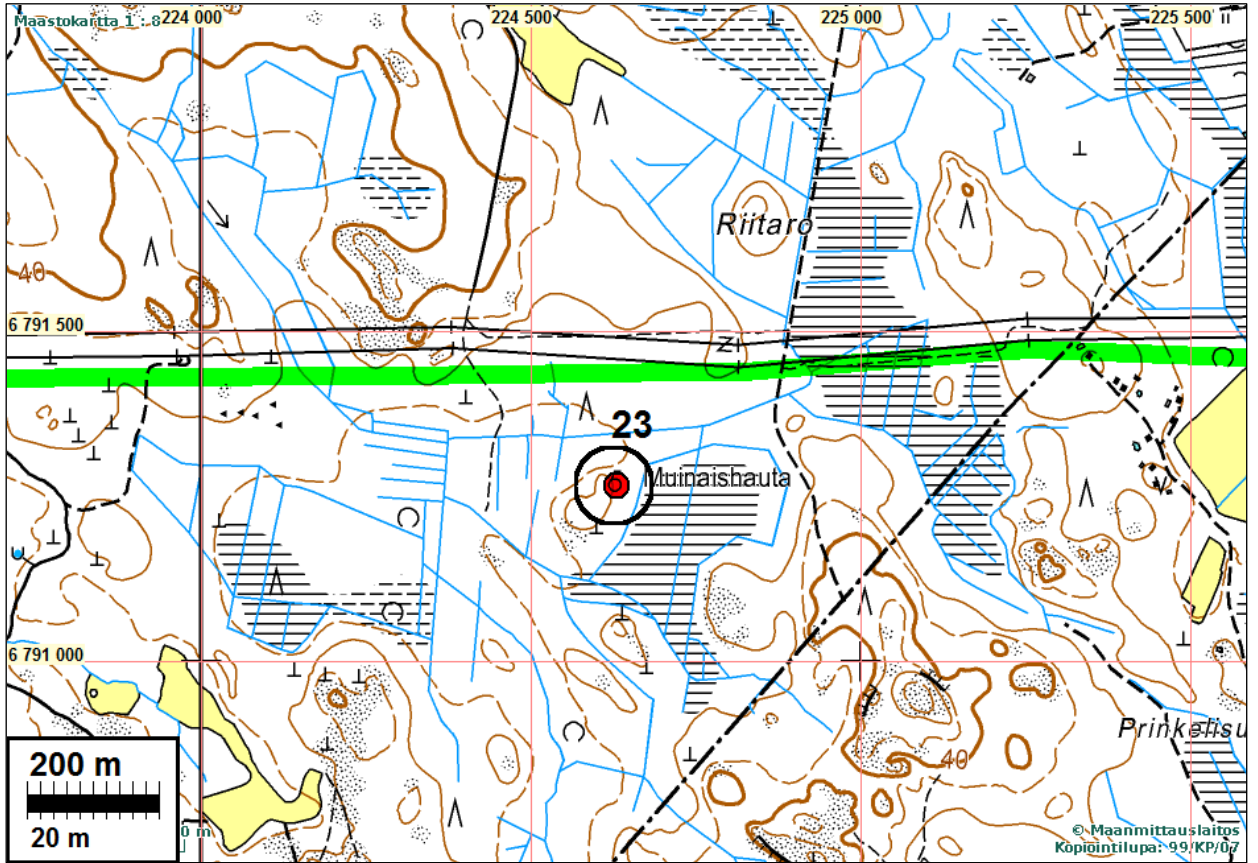 Maastokartta 1 : 8
224 000
224 500
225 000
225 500
Riitaro
40
6 791 500
Z
23
Muinaishauta
6 791 000
Prinkelisu
40
200 m
20 m
0 m
© Maanmittauslaitos
Kopiointilupa: 99/KP/07